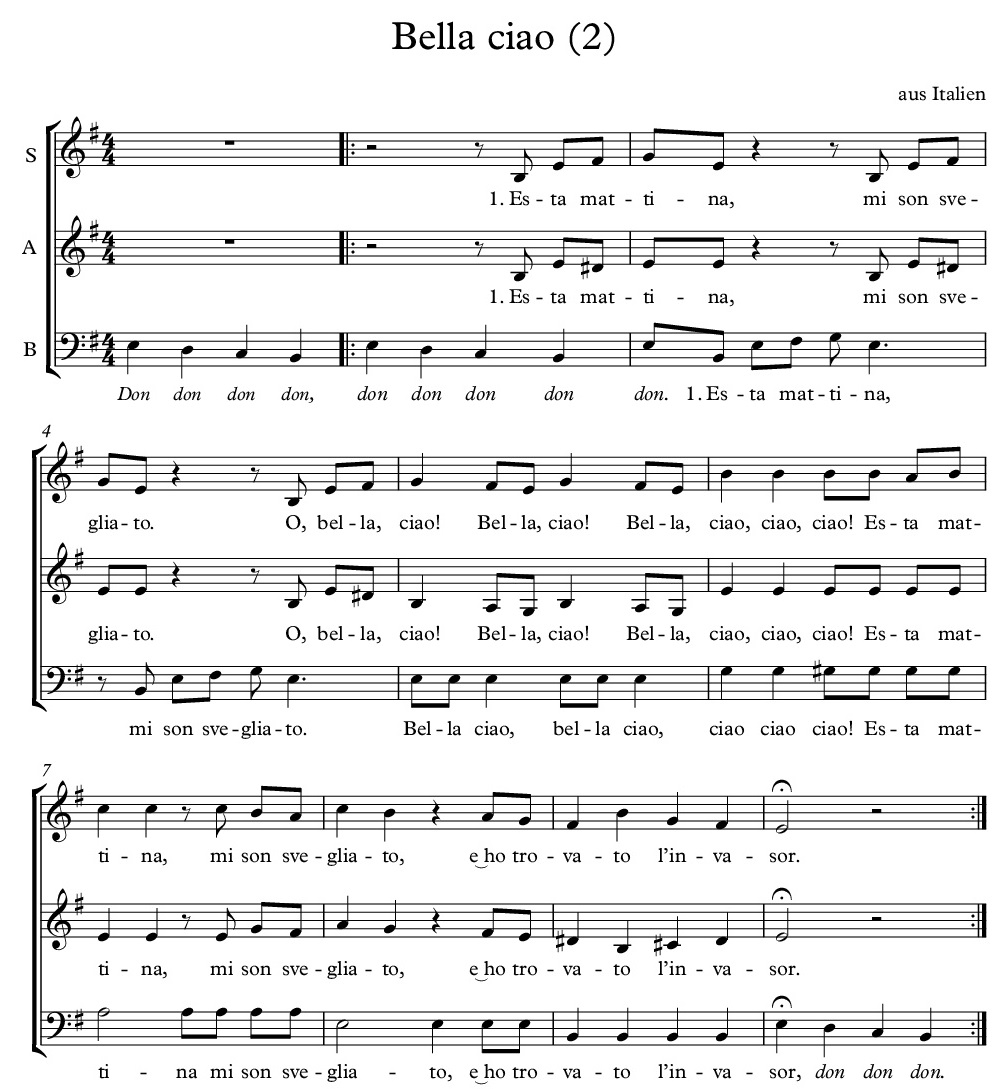 Bella ciao (2)
aus Italien
S
1. Es - ta mat - ti - na, mi son sve -
A
1. Es - ta mat - ti - na, mi son sve -
B
Don don don don, don don don don don. 1. Es - ta mat - ti - na,
4
glia - to. O, bel - la, ciao! Bel - la, ciao! Bel - la, ciao, ciao, ciao! Es - ta mat -
glia - to. O, bel - la, ciao! Bel - la, ciao! Bel - la, ciao, ciao, ciao! Es - ta mat -
mi son sve - glia - to. Bel - la ciao, bel - la ciao, ciao ciao ciao! Es - ta mat -
7
ti - na, mi son sve - glia - to, e‿ho tro - va - to l'in - va - sor.
ti - na, mi son sve - glia - to, e‿ho tro - va - to l'in - va - sor.
ti - na mi son sve - glia - to, e‿ho tro - va - to l'in - va - sor, don don don.